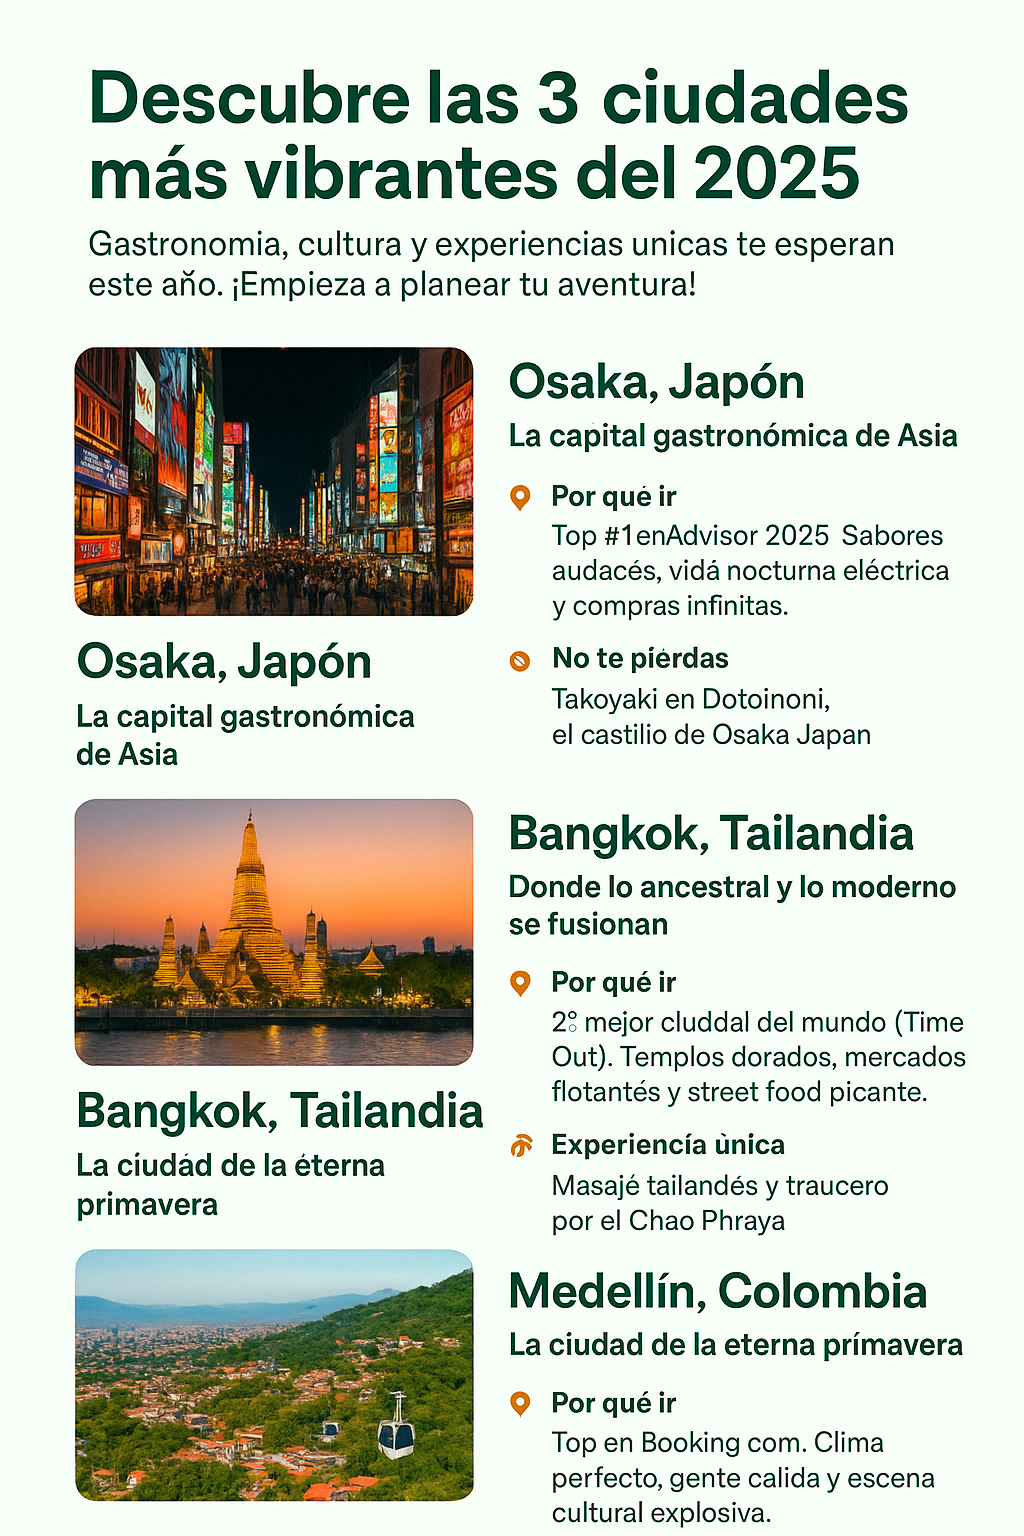 Descubre las 3 ciudades
más vibrantes del 2025
Gastronomia, cultura y experiencias unicas te esperan
este año. ¡Empieza a planear tu aventura!
Osaka, Japón
La capital gastronómica
de Asia
Osaka, Japón
La capital gastronómica de Asia
Por qué ir
Top #1enAdvisor 2025 Sabores
audacés, vidá nocturna eléctrica
y compras infinitas.
No te piérdas
Takoyaki en Dotoinoni,
el castilio de Osaka Japan
Bangkok, Tailandia
La ciudád de la éterna
primavera
Bangkok, Tailandia
Donde lo ancestral y lo moderno
se fusionan
Por qué ir
2º mejor cluddal del mundo (Time
Out). Templos dorados, mercados
flotantés y street food picante.
Experiencía ùnica
Masajé tailandés y traucero
por el Chao Phraya
Medellín, Colombia
La ciudad de la eterna prímavera
Por qué ir
Top en Booking com. Clima
perfecto, gente calida y escena
cultural explosiva.